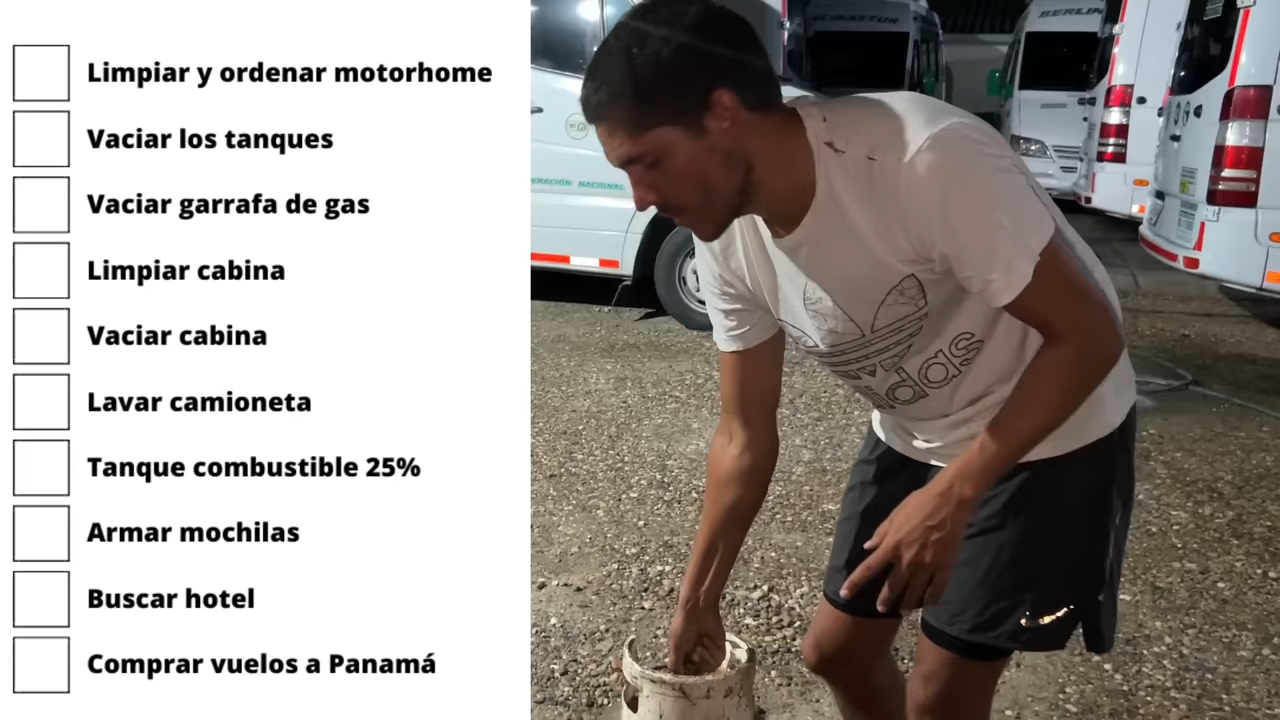 Limpiar y ordenar motorhome
Vaciar los tanques
Vaciar garrafa de gas
Limpiar cabina
Vaciar cabina
Lavar camioneta
Tanque combustible 25%
Armar mochilas
Buscar hotel
Comprar vuelos a Panamá
BERLIN
NACIONAL
adidas